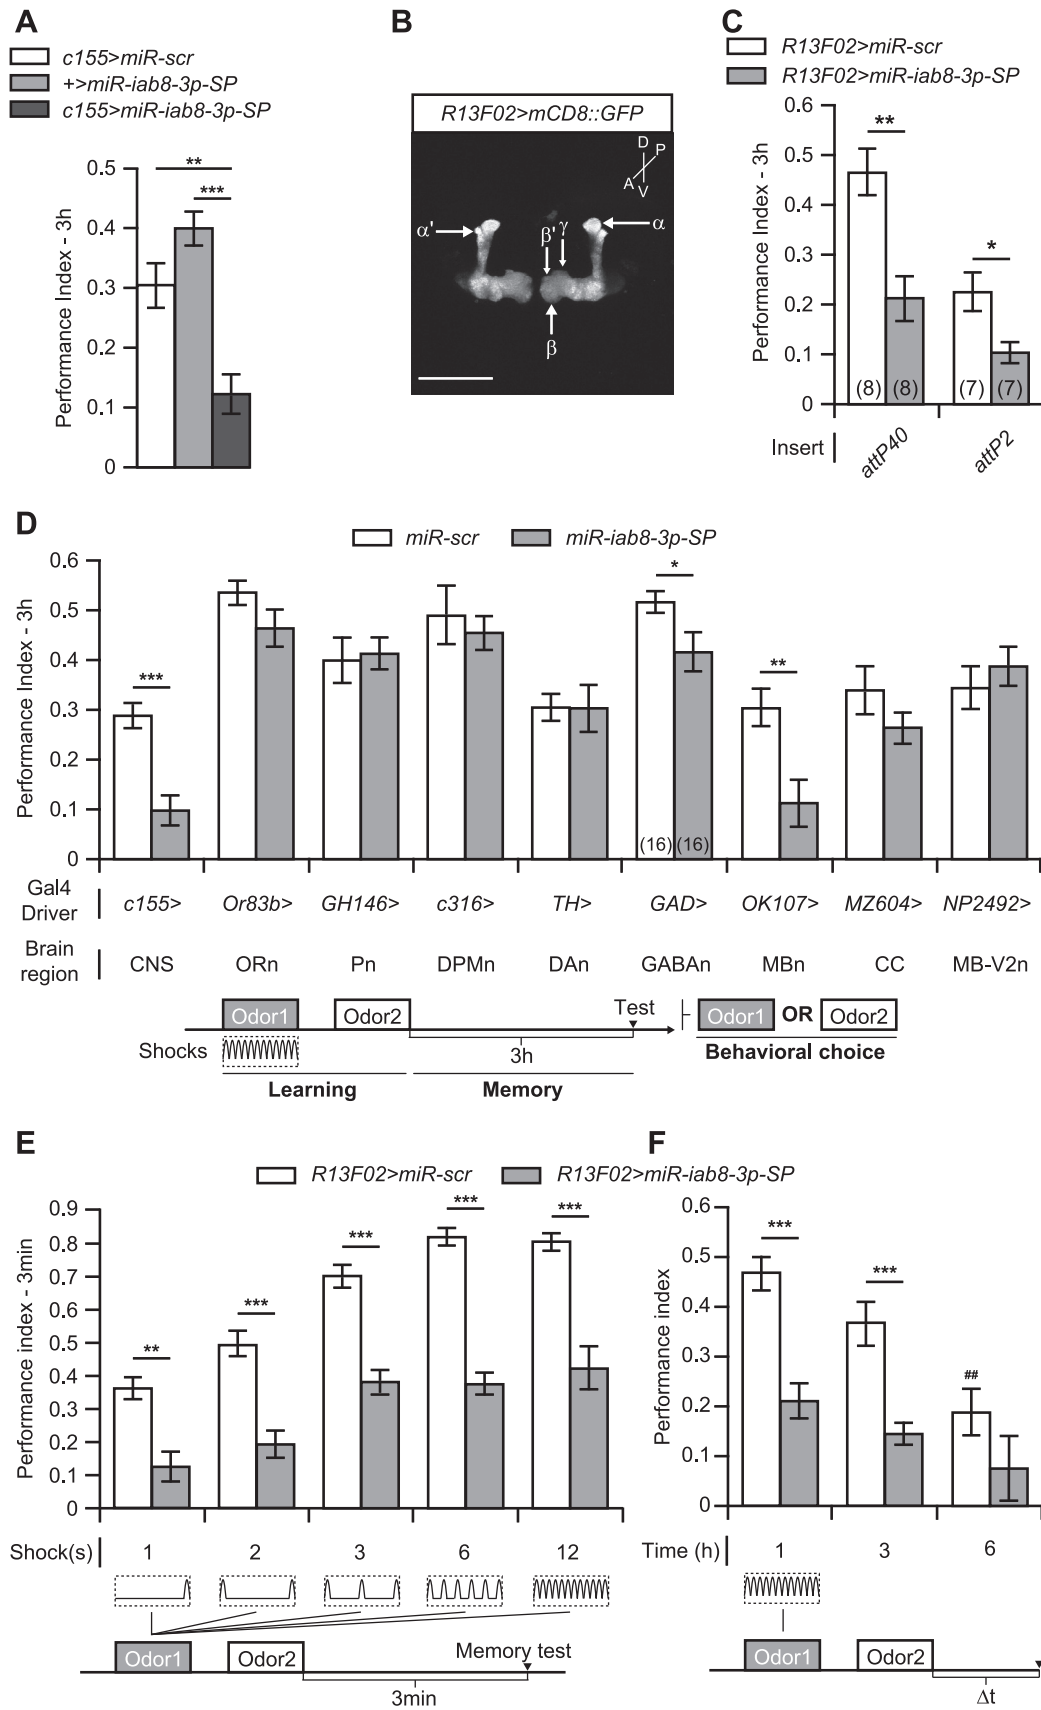 A
c155>miR-scr
+>miR-iab8-3p-SP
c155>miR-iab8-3p-SP
Performance Index - 3h
0.5
0.4
0.3
0.2
0.1
0
**
***
B
R13F02>mCD8::GFP
D
P
A
V
α'
β'
γ
α
β
C
R13F02>miR-scr
R13F02>miR-iab8-3p-SP
Performance Index - 3h
0.6
0.5
0.4
0.3
0.2
0.1
0
**
*
(8) (8) (7) (7)
Insert attP40 attP2
D
miR-scr miR-iab8-3p-SP
Performance Index - 3h
0.6
0.5
0.4
0.3
0.2
0.1
0
***
*
**
(16) (16)
Gal4
Driver
c155> Or83b> GH146> c316> TH> GAD> OK107> MZ604> NP2492>
Brain
region
CNS ORn Pn DPMn DAn GABAn MBn CC MB-V2n
Odor1 Odor2 Test Odor1 OR Odor2
Shocks 3h Behavioral choice
Learning Memory
E
R13F02>miR-scr R13F02>miR-iab8-3p-SP
Performance index - 3min
0.9
0.8
0.7
0.6
0.5
0.4
0.3
0.2
0.1
0
**
***
***
***
***
Shock(s) 1 2 3 6 12
Odor1 Odor2 Memory test
3min
F
Performance index
0.6
0.5
0.4
0.3
0.2
0.1
0
***
***
##
Time (h) 1 3 6
Odor1 Odor2
Δt